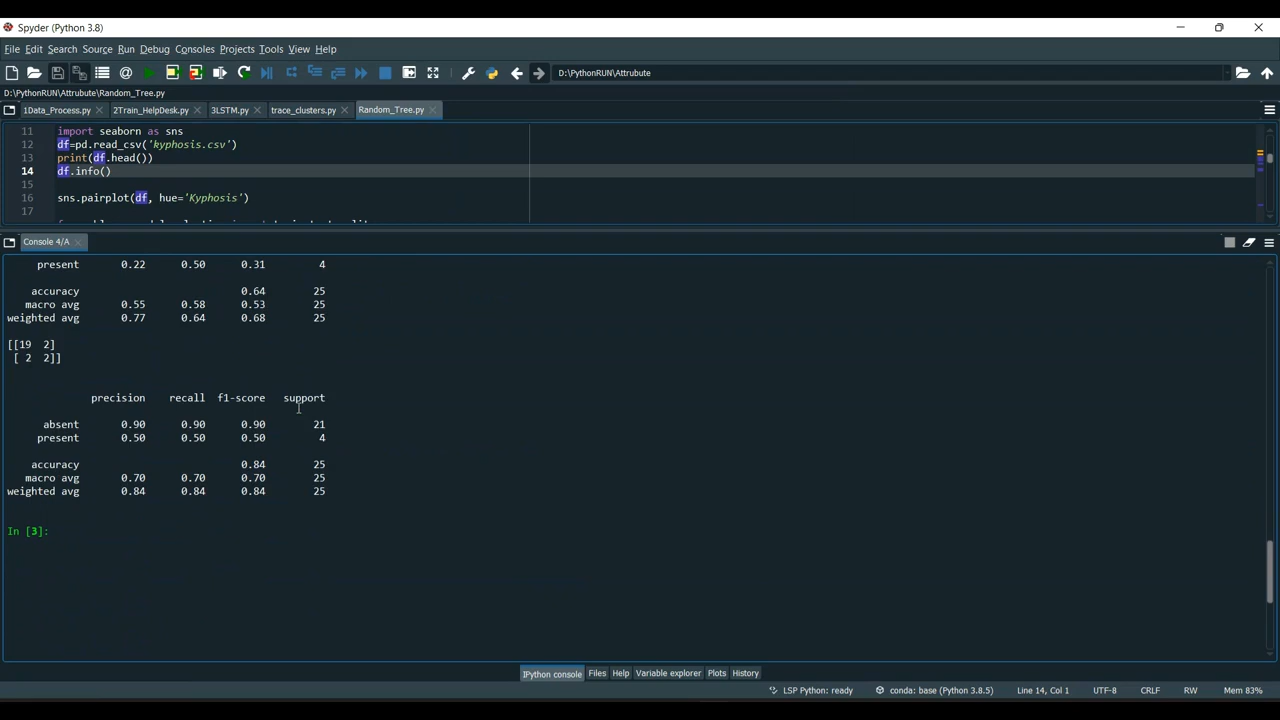 Spyder (Python 3.8)
File Edit Search Source Run Debug Consoles Projects Tools View Help
D:\PythonRUN\Attrubute
D:\PythonRUN\Attrubute\Random_Tree.py
1Data_Process.py 2Train_HelpDesk.py 3LSTM.py trace_clusters.py Random_Tree.py
11 import seaborn as sns
12 df=pd.read_csv('kyphosis.csv')
13 print(df.head())
14 df.info()
15
16 sns.pairplot(df, hue='Kyphosis')
17
Console 4/A
present 0.22 0.50 0.31 4
accuracy 0.64 25
macro avg 0.55 0.58 0.53 25
weighted avg 0.77 0.64 0.68 25
[[19 2]
[ 2 2]]
precision recall f1-score support
absent 0.90 0.90 0.90 21
present 0.50 0.50 0.50 4
accuracy 0.84 25
macro avg 0.70 0.70 0.70 25
weighted avg 0.84 0.84 0.84 25
In [3]:
IPython console Files Help Variable explorer Plots History
LSP Python: ready conda: base (Python 3.8.5) Line 14, Col 1 UTF-8 CRLF RW Mem 83%